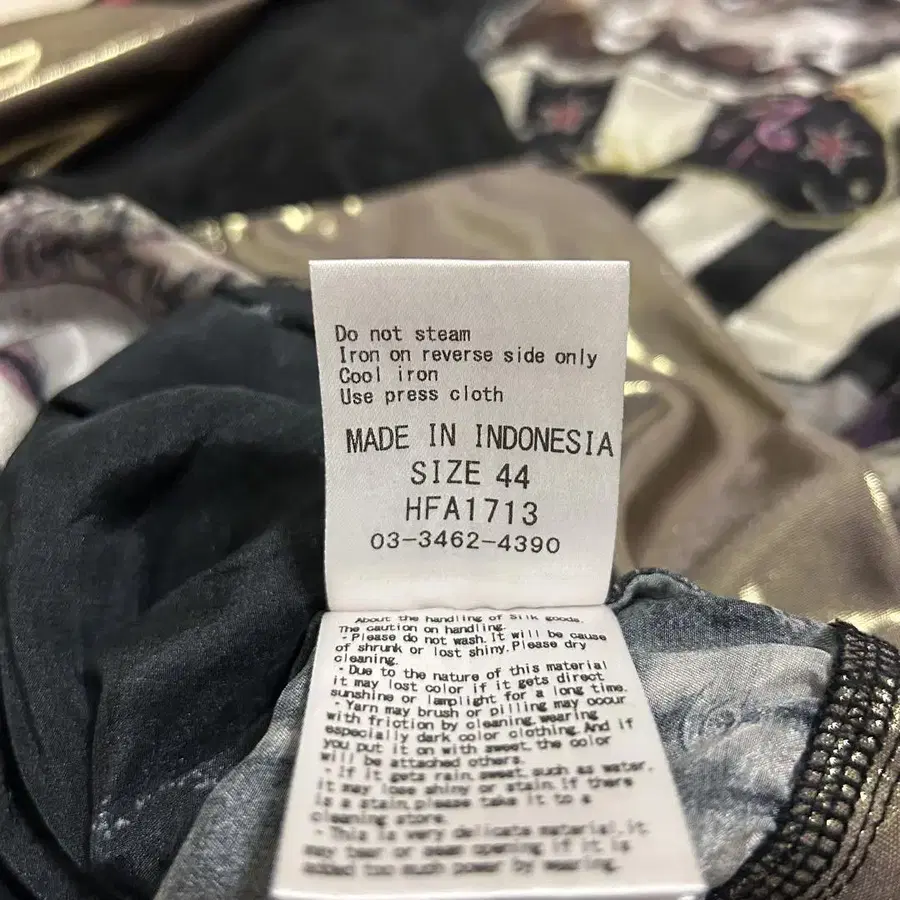 Do not steam
Iron on reverse side only
Cool iron
Use press cloth
MADE IN INDONESIA
SIZE 44
HFA1713
03-3462-4390
About the handling of Silk goods.
The caution on handling.
・Please do not wash. It will be cause
of shrunk or lost shiny. Please dry
cleaning.
・Due to the nature of this material
it may lost color if it gets direct
sunshine or lamplight for a long time.
・Yarn may brush or pilling may occur
with friction by cleaning, wearing
especially dark color clothing. And if
you put it on with sweet, the color
will be attached others.
・If it gets rain, sweat, such as water,
it may lose shiny or stain. If there
is a stain, please take it to a
cleaning store.
・This is very delicate material, it
may tear or seam opening if it is
added too much power by wearing.